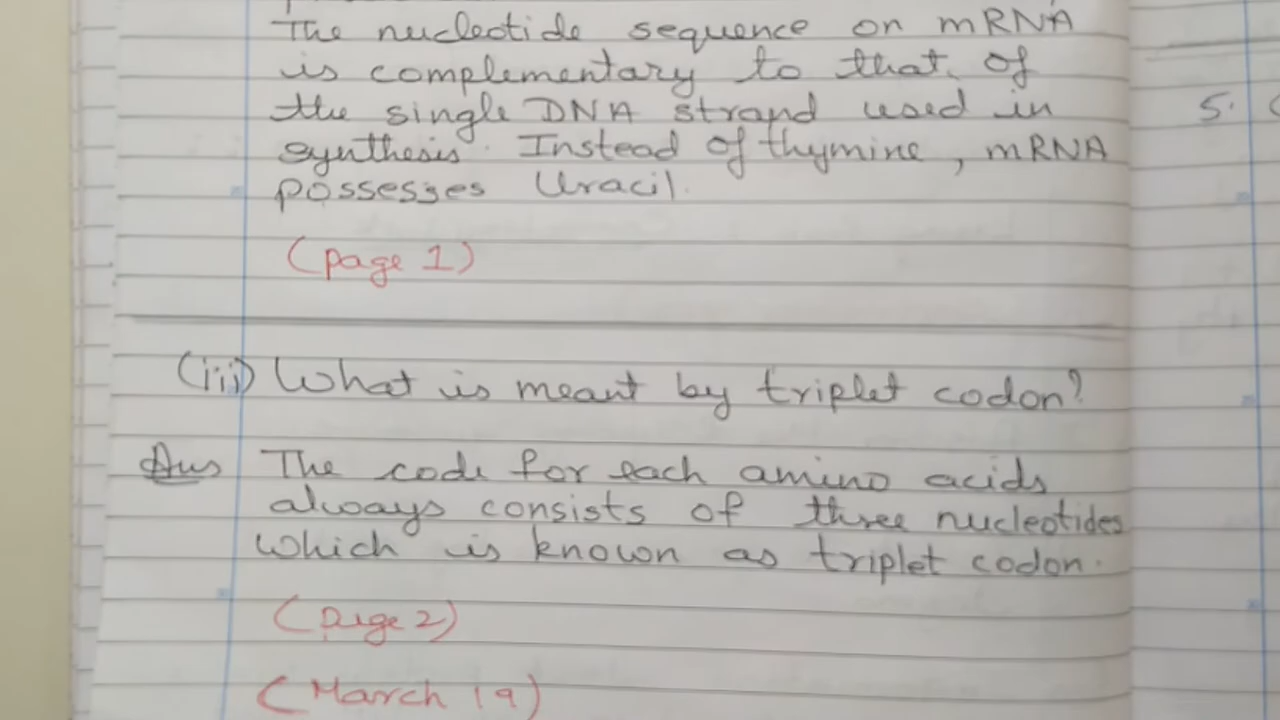 The nucleotide sequence on mRNA
is complementary to that of
the single DNA strand used in
synthesis. Instead of thymine, mRNA
possesses Uracil.
(page 1)
(iii) What is meant by triplet codon?
Ans The code for each amino acids
always consists of three nucleotides
which is known as triplet codon.
(page 2)
(March 19)
5.